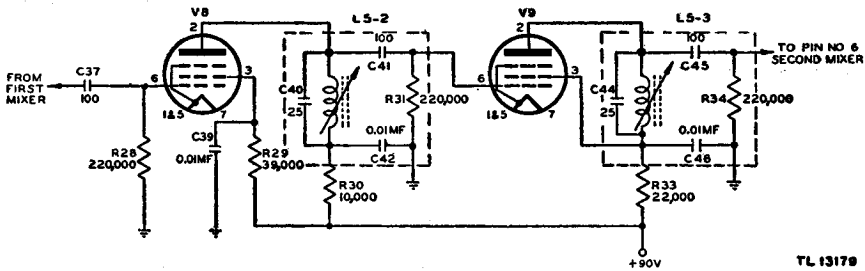 V8
L5-2
V9
L5-3
2
2
100
C41
100
C45
TO PIN NO 6
SECOND MIXER
FROM
FIRST
MIXER
C37
100
6
3
1&5
7
C40
25
R31
220,000
6
3
1&5
7
C44
25
R34
220,000
C39
0.01MF
R28
220,000
R29
39,000
0.01MF
C42
R30
10,000
0.01MF
C46
R33
22,000
+90V
TL 13179